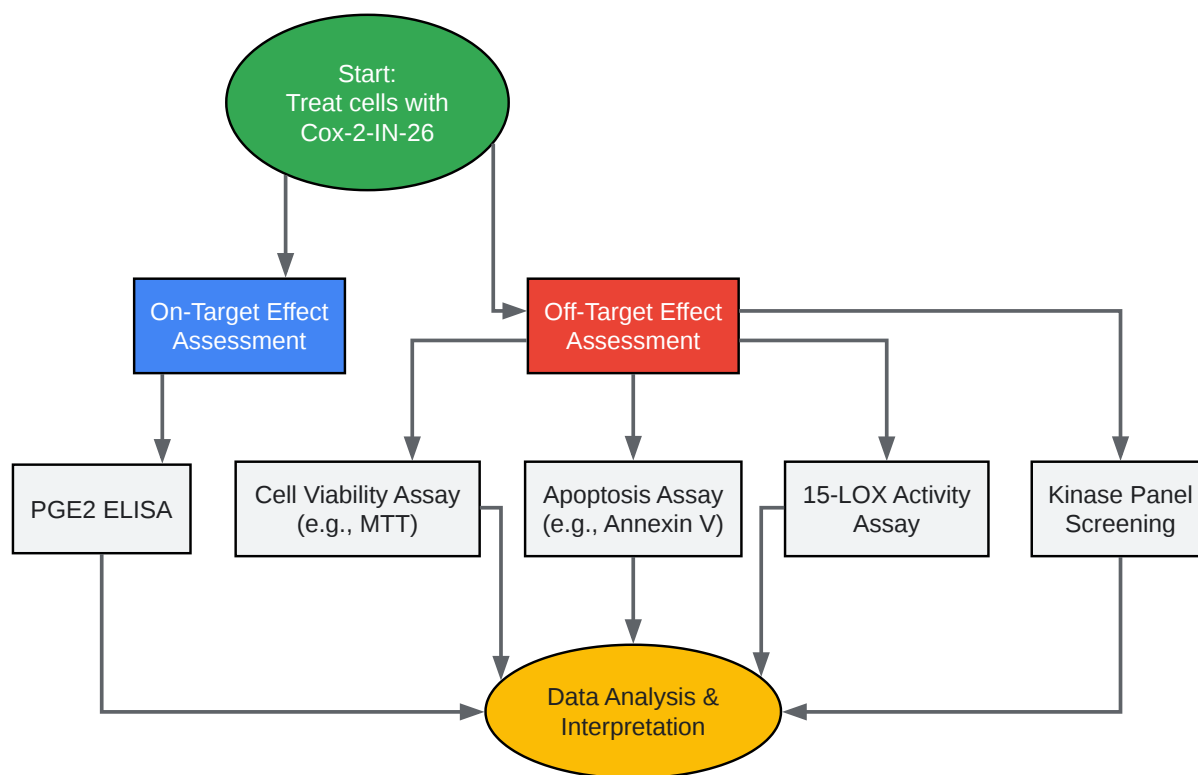 Start:
Treat cells with
Cox-2-IN-26
On-Target Effect
Assessment
Off-Target Effect
Assessment
PGE2 ELISA
Cell Viability Assay
(e.g., MTT)
Apoptosis Assay
(e.g., Annexin V)
15-LOX Activity
Assay
Kinase Panel
Screening
Data Analysis &
Interpretation